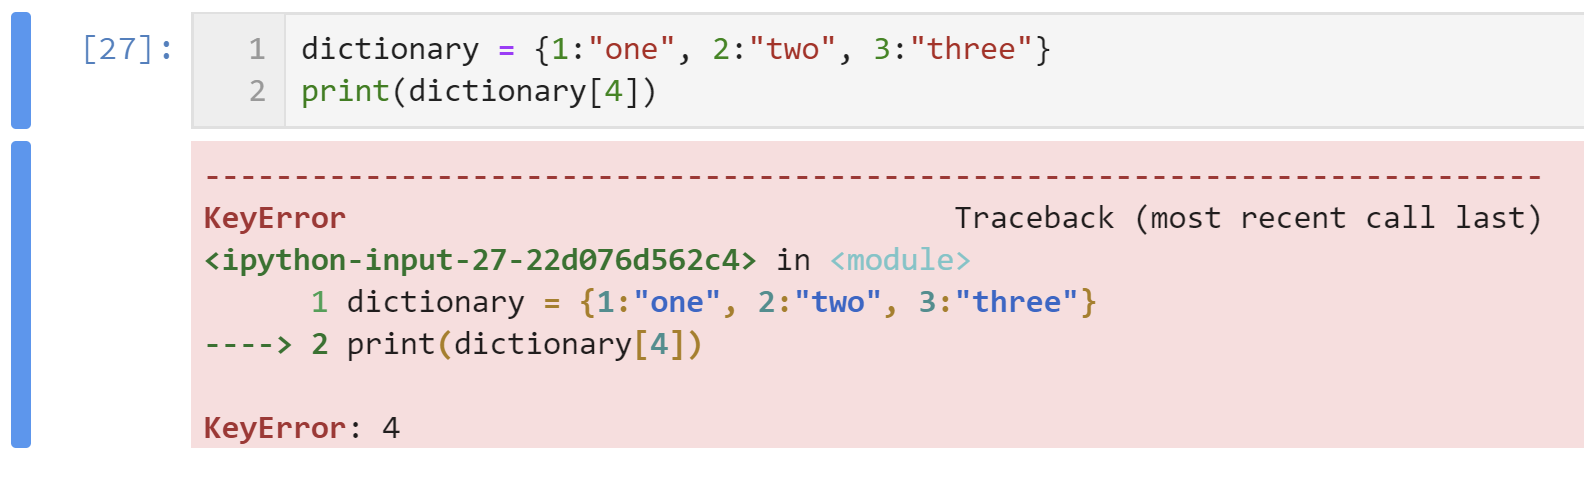 [27]: 1 dictionary = {1:"one", 2:"two", 3:"three"}
2 print(dictionary[4])
---------------------------------------------------------------------------
KeyError Traceback (most recent call last)
<ipython-input-27-22d076d562c4> in <module>
1 dictionary = {1:"one", 2:"two", 3:"three"}
----> 2 print(dictionary[4])
KeyError: 4